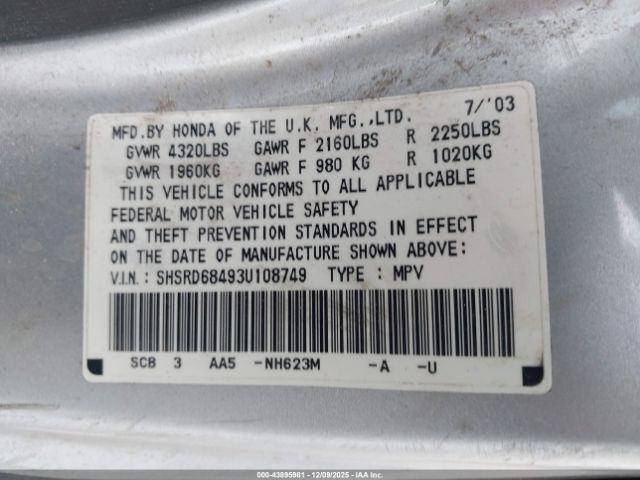 MFD.BY HONDA OF THE U.K. MFG.,LTD. 7/'03
GVWR 4320LBS GAWR F 2160LBS R 2250LBS
GVWR 1960KG GAWR F 980 KG R 1020KG
THIS VEHICLE CONFORMS TO ALL APPLICABLE
FEDERAL MOTOR VEHICLE SAFETY
AND THEFT PREVENTION STANDARDS IN EFFECT
ON THE DATE OF MANUFACTURE SHOWN ABOVE:
V.I.N.: SHSRD68493U108749 TYPE : MPV
SCB 3 AA5 -NH623M -A -U
000-43895981 | 12/09/2025 | IAAI, Inc.